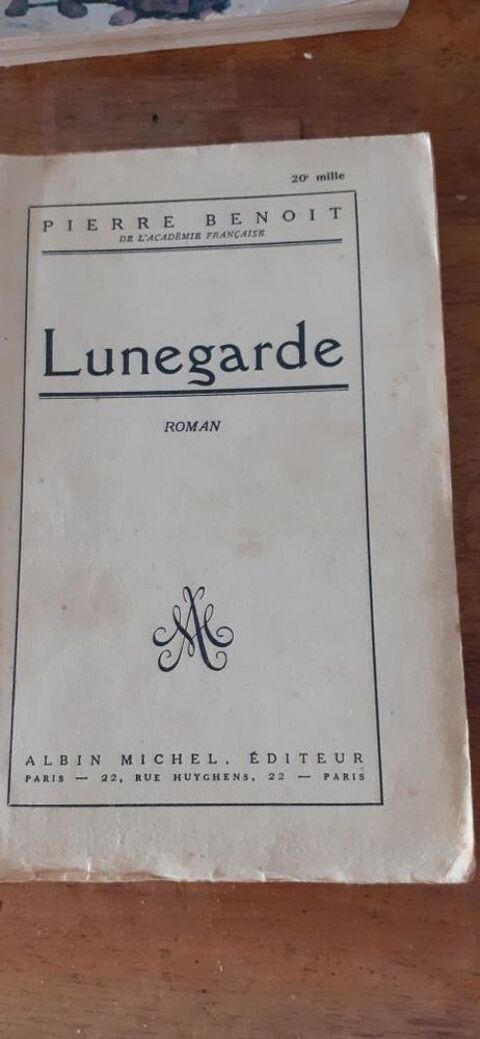 20e mille
PIERRE BENOIT
DE L'ACADÉMIE FRANÇAISE
Lunegarde
ROMAN
AM
ALBIN MICHEL, ÉDITEUR
PARIS — 22, RUE HUYGHENS, 22 — PARIS